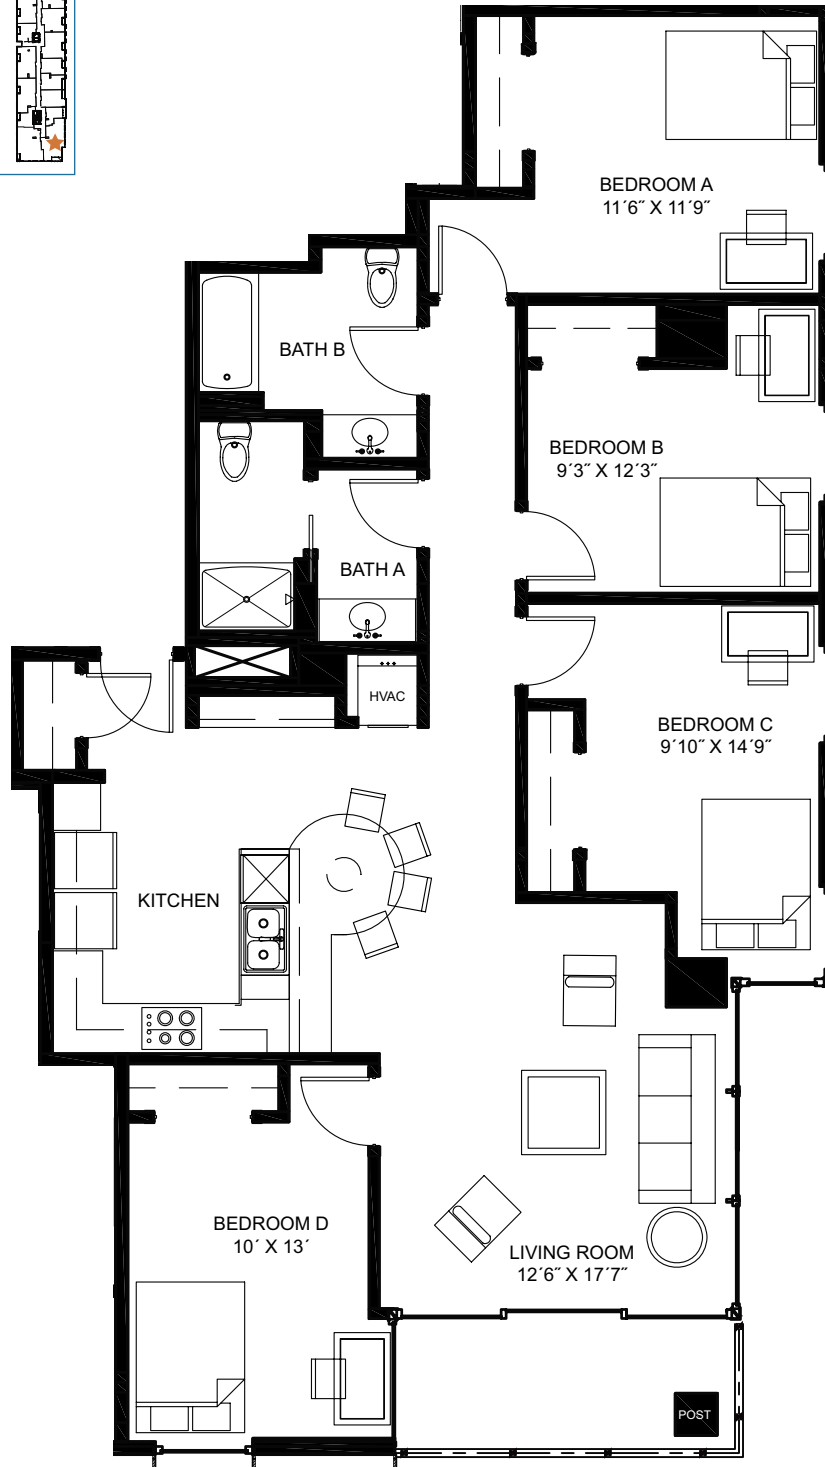 BEDROOM A
11´6˝ X 11´9˝
BATH B
BEDROOM B
9´3˝ X 12´3˝
BATH A
HVAC
BEDROOM C
9´10˝ X 14´9˝
KITCHEN
BEDROOM D
10´ X 13´
LIVING ROOM
12´6˝ X 17´7˝
POST